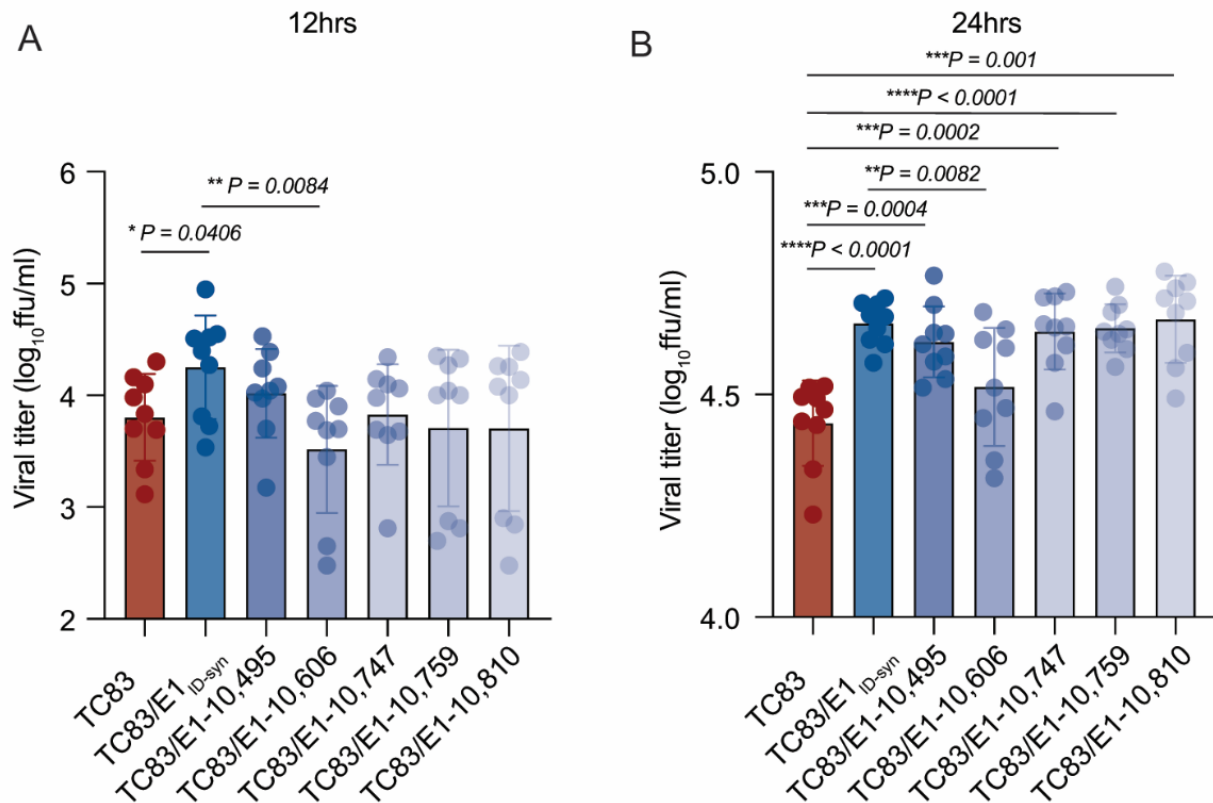 A
12hrs
** P = 0.0084
* P = 0.0406
Viral titer (log10ffu/ml)
6
5
4
3
2
TC83
TC83/E1ID-syn
TC83/E1-10,495
TC83/E1-10,606
TC83/E1-10,747
TC83/E1-10,759
TC83/E1-10,810
B
24hrs
***P = 0.001
****P < 0.0001
***P = 0.0002
**P = 0.0082
***P = 0.0004
****P < 0.0001
Viral titer (log10ffu/ml)
5.0
4.5
4.0
TC83
TC83/E1ID-syn
TC83/E1-10,495
TC83/E1-10,606
TC83/E1-10,747
TC83/E1-10,759
TC83/E1-10,810